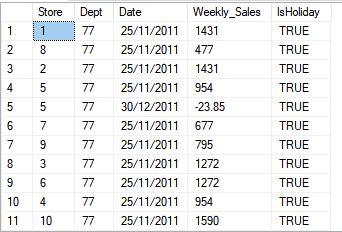 Store Dept Date Weekly_Sales IsHoliday
1 1 77 25/11/2011 1431 TRUE
2 8 77 25/11/2011 477 TRUE
3 2 77 25/11/2011 1431 TRUE
4 5 77 25/11/2011 954 TRUE
5 5 77 30/12/2011 -23.85 TRUE
6 7 77 25/11/2011 677 TRUE
7 9 77 25/11/2011 795 TRUE
8 3 77 25/11/2011 1272 TRUE
9 6 77 25/11/2011 1272 TRUE
10 4 77 25/11/2011 954 TRUE
11 10 77 25/11/2011 1590 TRUE